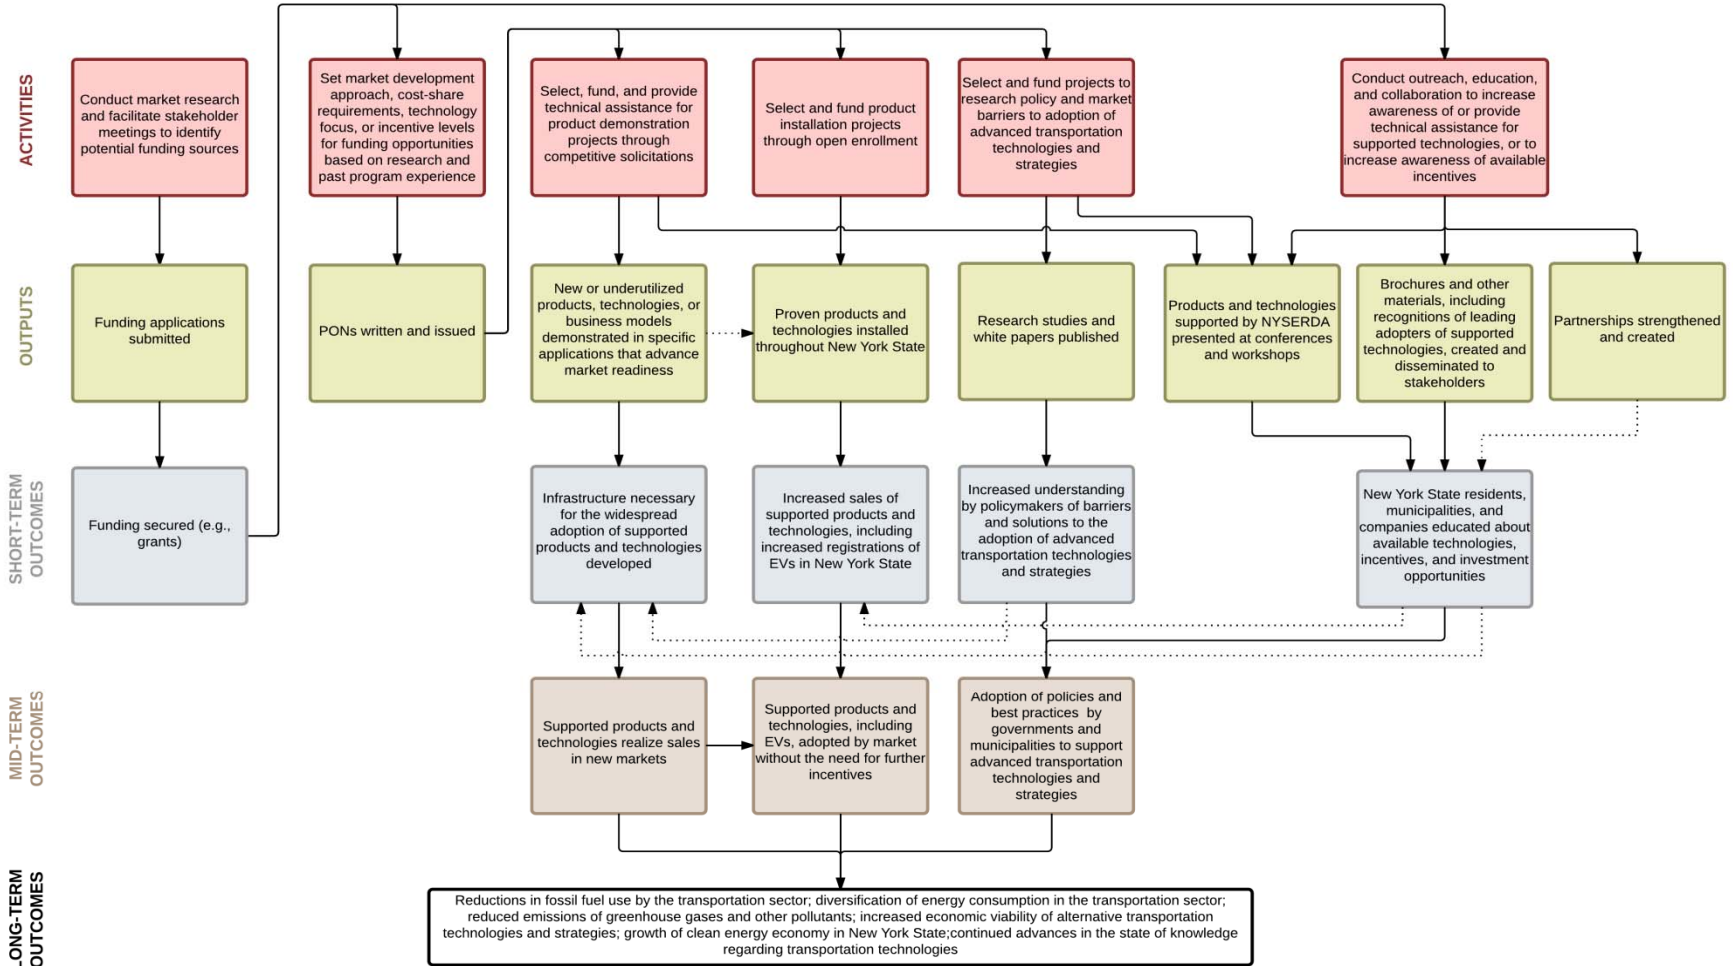 ACTIVITIES
Conduct market research
and facilitate stakeholder
meetings to identify
potential funding sources
Set market development
approach, cost-share
requirements, technology
focus, or incentive levels
for funding opportunities
based on research and
past program experience
Select, fund, and provide
technical assistance for
product demonstration
projects through
competitive solicitations
Select and fund product
installation projects
through open enrollment
Select and fund projects to
research policy and market
barriers to adoption of
advanced transportation
technologies and
strategies
Conduct outreach, education,
and collaboration to increase
awareness of or provide
technical assistance for
supported technologies, or to
increase awareness of available
incentives
OUTPUTS
Funding applications
submitted
PONs written and issued
New or underutilized
products, technologies, or
business models
demonstrated in specific
applications that advance
market readiness
Proven products and
technologies installed
throughout New York State
Research studies and
white papers published
Products and technologies
supported by NYSERDA
presented at conferences
and workshops
Brochures and other
materials, including
recognitions of leading
adopters of supported
technologies, created and
disseminated to
stakeholders
Partnerships strengthened
and created
SHORT-TERM
OUTCOMES
Funding secured (e.g.,
grants)
Infrastructure necessary
for the widespread
adoption of supported
products and technologies
developed
Increased sales of
supported products and
technologies, including
increased registrations of
EVs in New York State
Increased understanding
by policymakers of barriers
and solutions to the
adoption of advanced
transportation technologies
and strategies
New York State residents,
municipalities, and
companies educated about
available technologies,
incentives, and investment
opportunities
MID-TERM
OUTCOMES
Supported products and
technologies realize sales
in new markets
Supported products and
technologies, including
EVs, adopted by market
without the need for further
incentives
Adoption of policies and
best practices by
governments and
municipalities to support
advanced transportation
technologies and
strategies
LONG-TERM
OUTCOMES
Reductions in fossil fuel use by the transportation sector; diversification of energy consumption in the transportation sector;
reduced emissions of greenhouse gases and other pollutants; increased economic viability of alternative transportation
technologies and strategies; growth of clean energy economy in New York State;continued advances in the state of knowledge
regarding transportation technologies